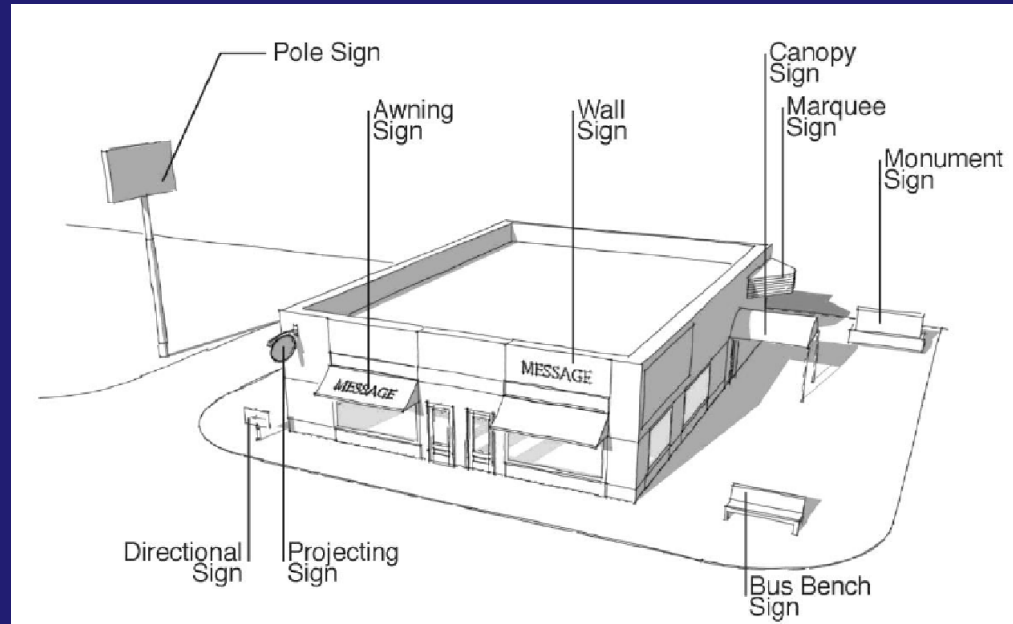 Pole Sign
Canopy
Sign
Awning
Sign
Wall
Sign
Marquee
Sign
Monument
Sign
MESSAGE
MESSAGE
Directional
Sign
Projecting
Sign
Bus Bench
Sign